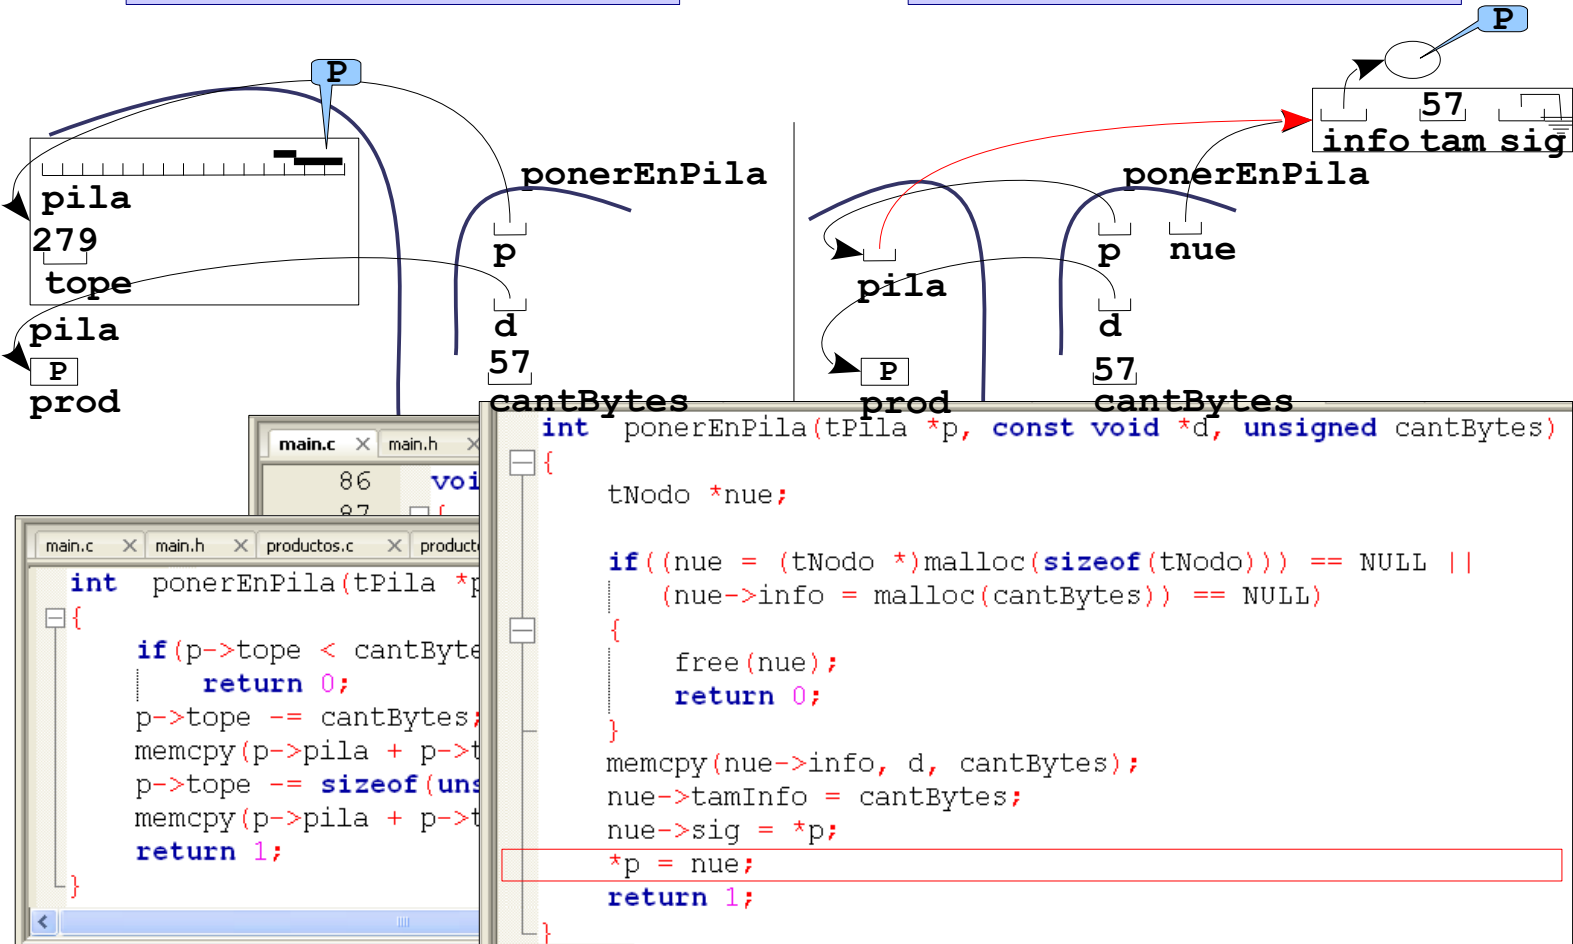 P
pila
279
tope
pila
P
prod
ponerEnPila
p
d
57
cantBytes
P
57
info tam sig
ponerEnPila
p
nue
pila
d
P
prod
57
cantBytes
main.c
main.h
86
87
{
main.c
main.h
productos.c
int ponerEnPila(tPila *p
{
if(p->tope < cantByte
return 0;
p->tope -= cantBytes;
memcpy(p->pila + p->t
p->tope -= sizeof(uns
memcpy(p->pila + p->t
return 1;
}
int ponerEnPila(tPila *p, const void *d, unsigned cantBytes)
{
tNodo *nue;
if((nue = (tNodo *)malloc(sizeof(tNodo))) == NULL ||
(nue->info = malloc(cantBytes)) == NULL)
{
free(nue);
return 0;
}
memcpy(nue->info, d, cantBytes);
nue->tamInfo = cantBytes;
nue->sig = *p;
*p = nue;
return 1;
}